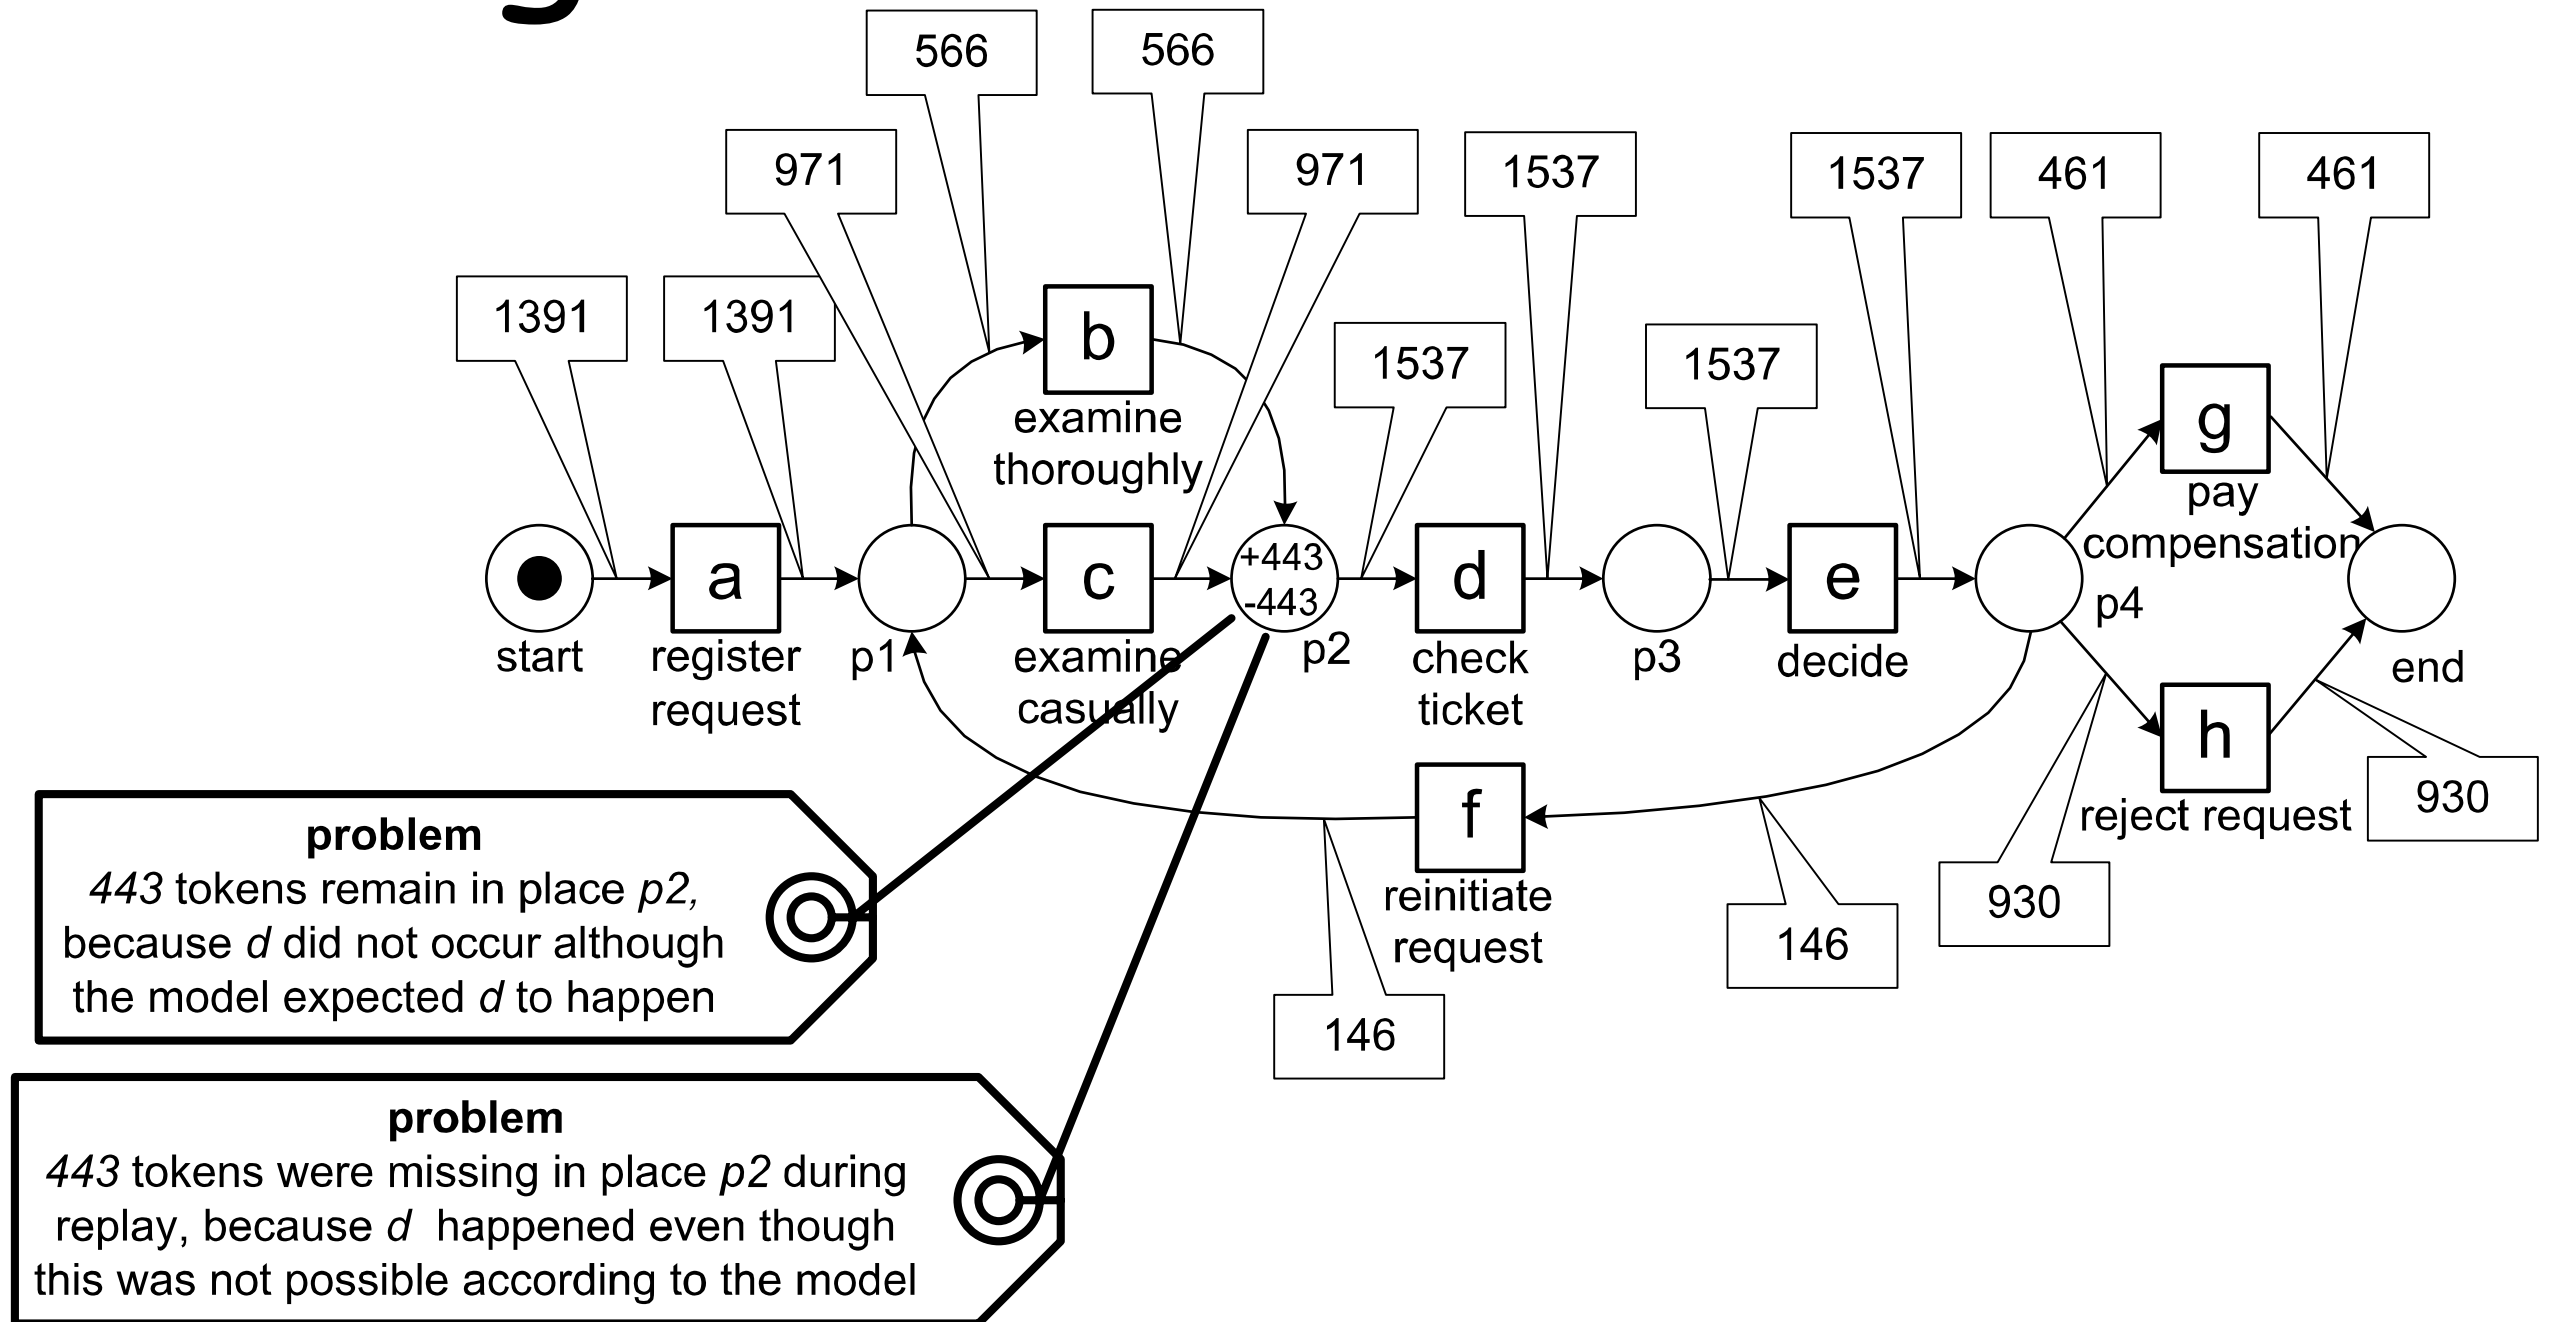 566
566
971
971
1537
1537
461
461
1391
1391
1537
1537
b
examine
thoroughly
g
pay
compensation
start
a
register
request
p1
c
examine
casually
+443
-443
p2
d
check
ticket
p3
e
decide
p4
end
h
reject request
930
930
f
reinitiate
request
146
146
problem
443 tokens remain in place p2,
because d did not occur although
the model expected d to happen
problem
443 tokens were missing in place p2 during
replay, because d happened even though
this was not possible according to the model